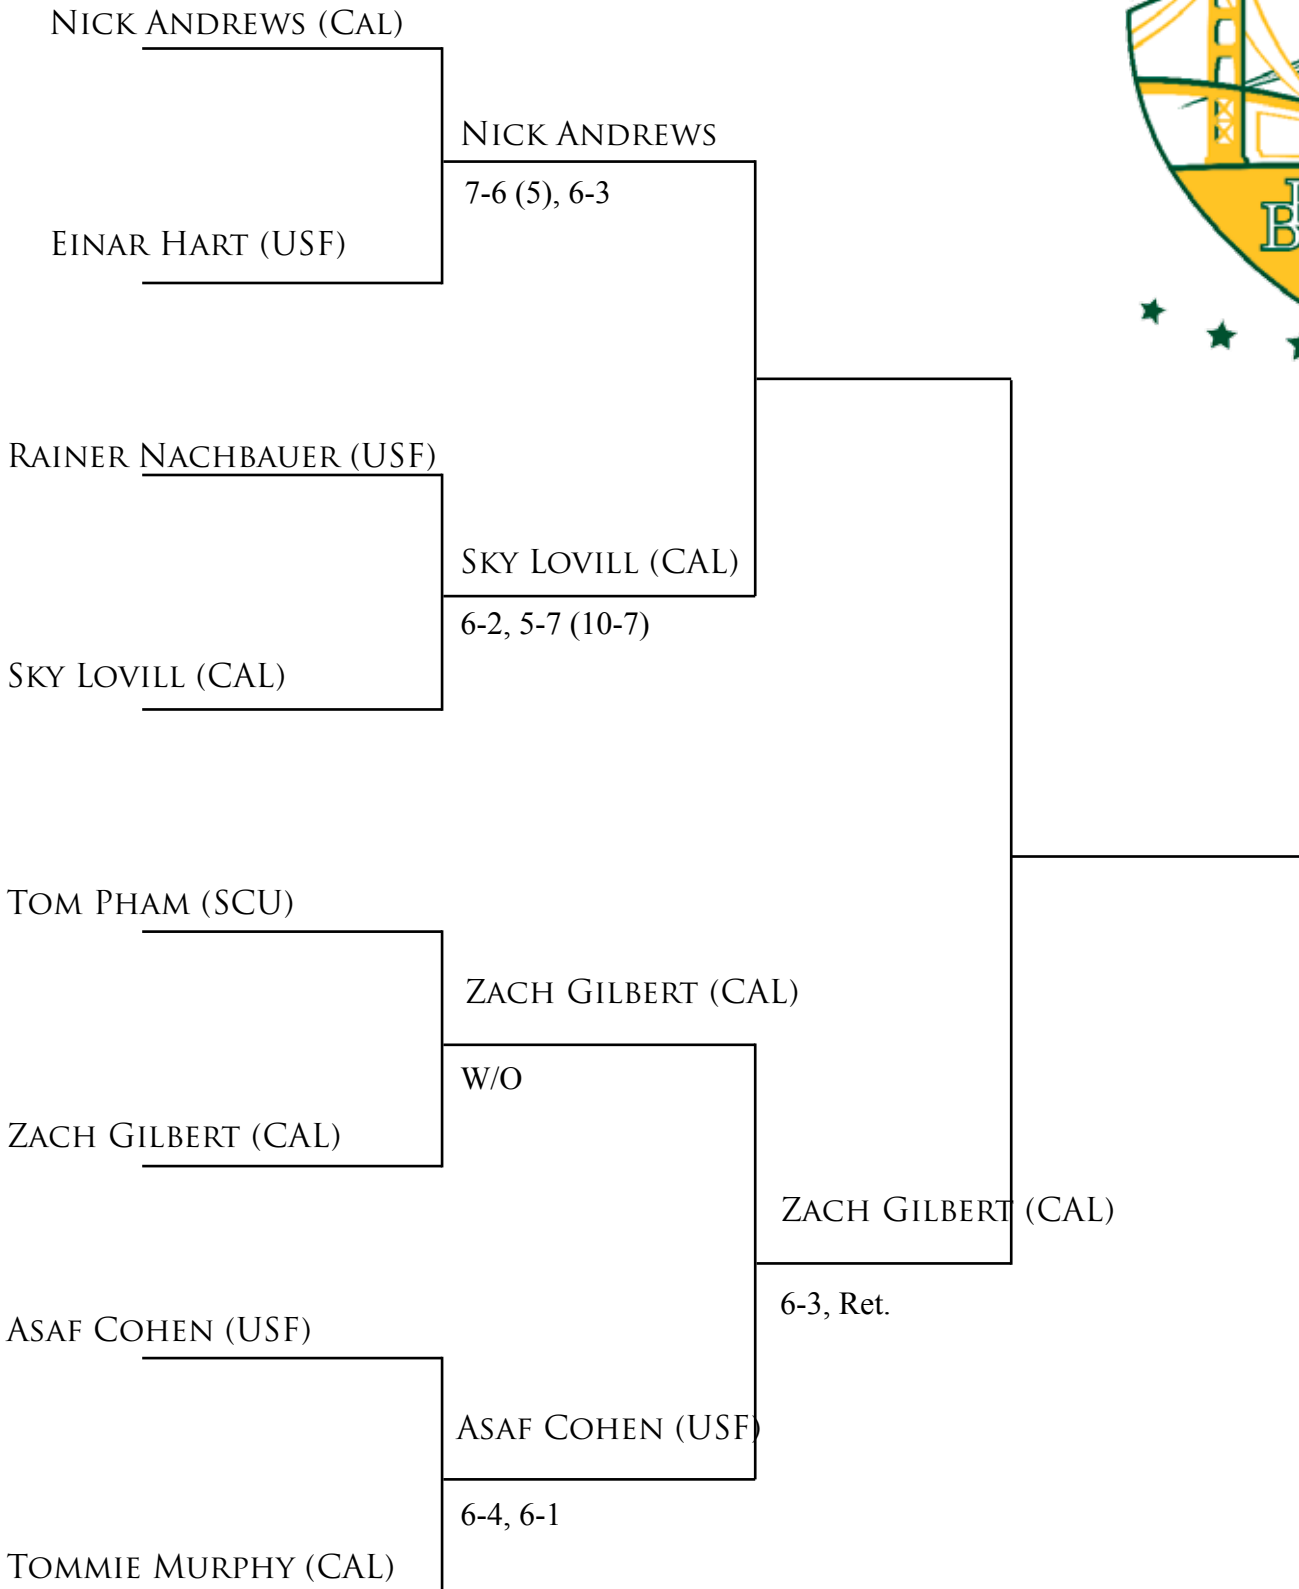 Nick Andrews (Cal)
Nick Andrews
7-6 (5), 6-3
Einar Hart (USF)
Rainer Nachbauer (USF)
Sky Lovill (CAL)
6-2, 5-7 (10-7)
Sky Lovill (CAL)
Tom Pham (SCU)
Zach Gilbert (CAL)
W/O
Zach Gilbert (CAL)
Zach Gilbert (CAL)
6-3, Ret.
Asaf Cohen (USF)
Asaf Cohen (USF)
6-4, 6-1
Tommie Murphy (CAL)